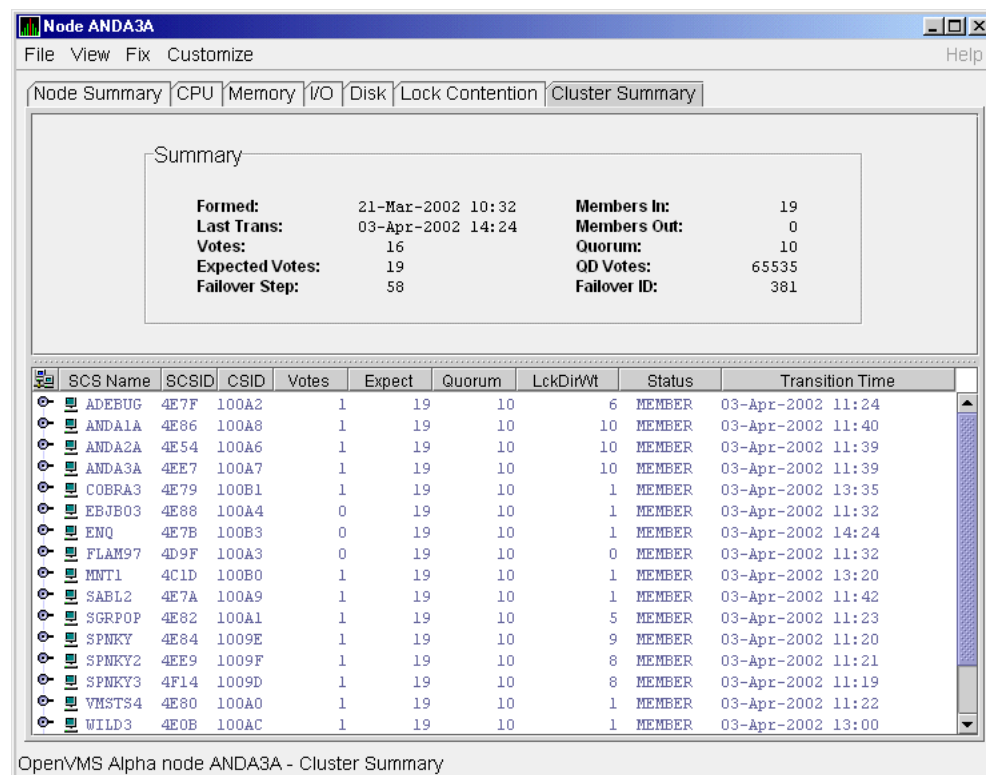 Node ANDA3A
File View Fix Customize Help
Node Summary CPU Memory I/O Disk Lock Contention Cluster Summary
Summary
Formed: 21-Mar-2002 10:32 Members In: 19
Last Trans: 03-Apr-2002 14:24 Members Out: 0
Votes: 16 Quorum: 10
Expected Votes: 19 QD Votes: 65535
Failover Step: 58 Failover ID: 381
SCS Name SCSID CSID Votes Expect Quorum LckDirWt Status Transition Time
ADEBUG 4E7F 100A2 1 19 10 6 MEMBER 03-Apr-2002 11:24
ANDA1A 4E86 100A8 1 19 10 10 MEMBER 03-Apr-2002 11:40
ANDA2A 4E54 100A6 1 19 10 10 MEMBER 03-Apr-2002 11:39
ANDA3A 4EE7 100A7 1 19 10 10 MEMBER 03-Apr-2002 11:39
COBRA3 4E79 100B1 1 19 10 1 MEMBER 03-Apr-2002 13:35
EBJB03 4E88 100A4 0 19 10 1 MEMBER 03-Apr-2002 11:32
ENQ 4E7B 100B3 0 19 10 1 MEMBER 03-Apr-2002 14:24
FLAM97 4D9F 100A3 0 19 10 0 MEMBER 03-Apr-2002 11:32
MNT1 4C1D 100B0 1 19 10 1 MEMBER 03-Apr-2002 13:20
SABL2 4E7A 100A9 1 19 10 1 MEMBER 03-Apr-2002 11:42
SGRPOP 4E82 100A1 1 19 10 5 MEMBER 03-Apr-2002 11:23
SPNKY 4E84 1009E 1 19 10 9 MEMBER 03-Apr-2002 11:20
SPNKY2 4EE9 1009F 1 19 10 8 MEMBER 03-Apr-2002 11:21
SPNKY3 4F14 1009D 1 19 10 8 MEMBER 03-Apr-2002 11:19
VMSTS4 4E80 100A0 1 19 10 1 MEMBER 03-Apr-2002 11:22
WILD3 4E0B 100AC 1 19 10 1 MEMBER 03-Apr-2002 13:00
OpenVMS Alpha node ANDA3A - Cluster Summary